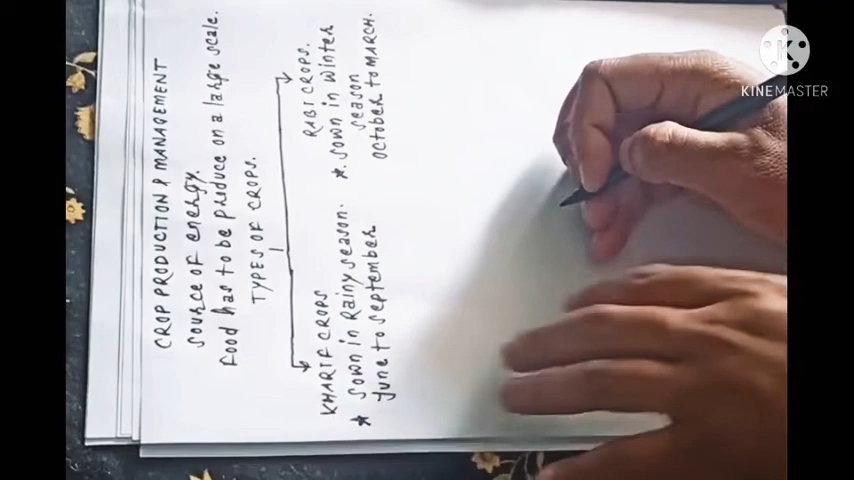 CROP PRODUCTION & MANAGEMENT
source of energy.
Food has to be produce on a large scale.
TYPES OF CROPS.
KHARIF CROPS
* Sown in Rainy season.
June to September
RABI CROPS.
* Sown in winter
season
October to MARCH.
K
KINEMASTER